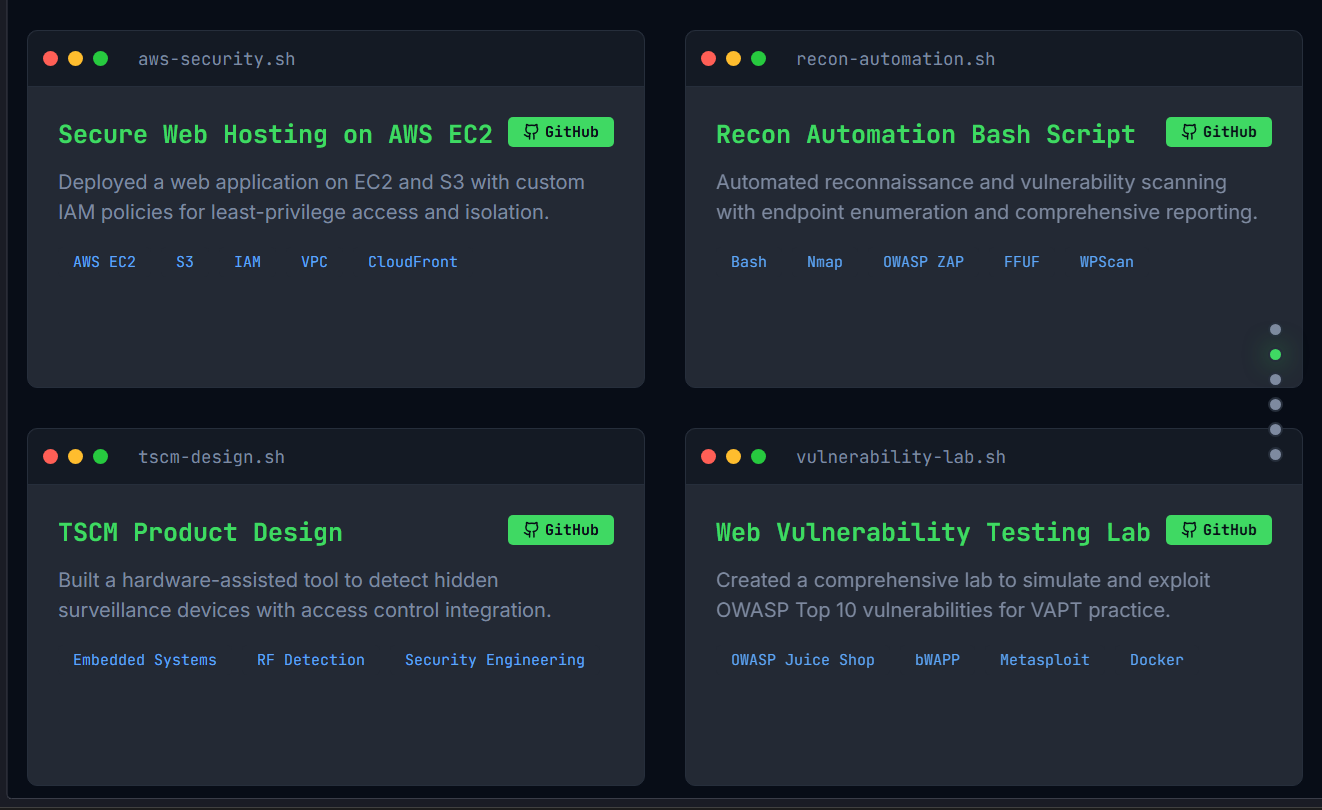 aws-security.sh
Secure Web Hosting on AWS EC2
GitHub
Deployed a web application on EC2 and S3 with custom
IAM policies for least-privilege access and isolation.
AWS EC2 S3 IAM VPC CloudFront
recon-automation.sh
Recon Automation Bash Script
GitHub
Automated reconnaissance and vulnerability scanning
with endpoint enumeration and comprehensive reporting.
Bash Nmap OWASP ZAP FFUF WPScan
tscm-design.sh
TSCM Product Design
GitHub
Built a hardware-assisted tool to detect hidden
surveillance devices with access control integration.
Embedded Systems RF Detection Security Engineering
vulnerability-lab.sh
Web Vulnerability Testing Lab
GitHub
Created a comprehensive lab to simulate and exploit
OWASP Top 10 vulnerabilities for VAPT practice.
OWASP Juice Shop bWAPP Metasploit Docker